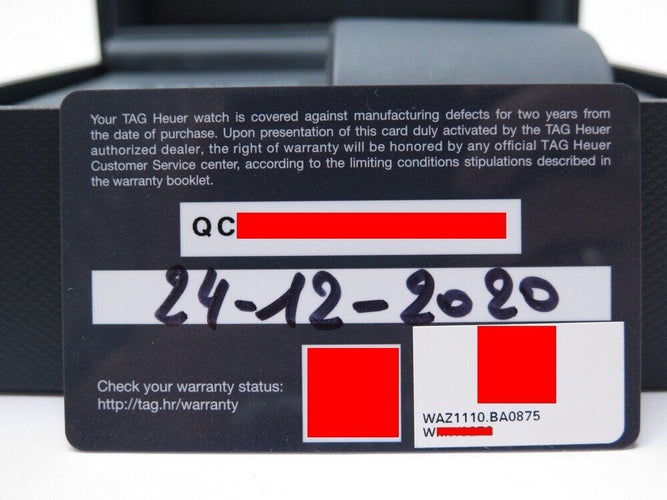 Your TAG Heuer watch is covered against manufacturing defects for two years from
the date of purchase. Upon presentation of this card duly activated by the TAG Heuer
authorized dealer, the right of warranty will be honored by any official TAG Heuer
Customer Service center, according to the limiting conditions stipulations described in
the warranty booklet.
QC
24-12-2020
Check your warranty status:
http://tag.hr/warranty
WAZ1110.BA0875